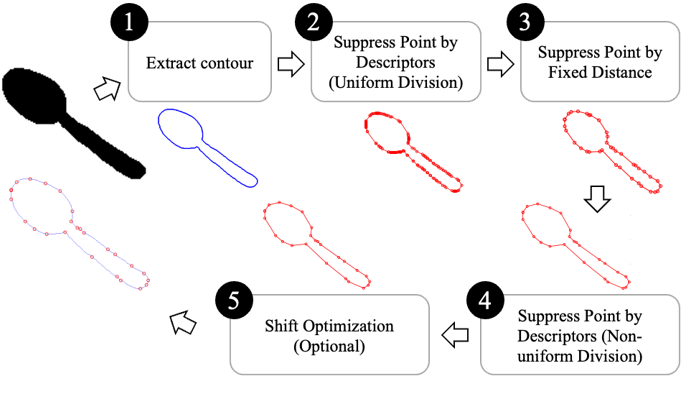 1
Extract contour
2
Suppress Point by
Descriptors
(Uniform Division)
3
Suppress Point by
Fixed Distance
4
Suppress Point by
Descriptors (Non-
uniform Division)
5
Shift Optimization
(Optional)